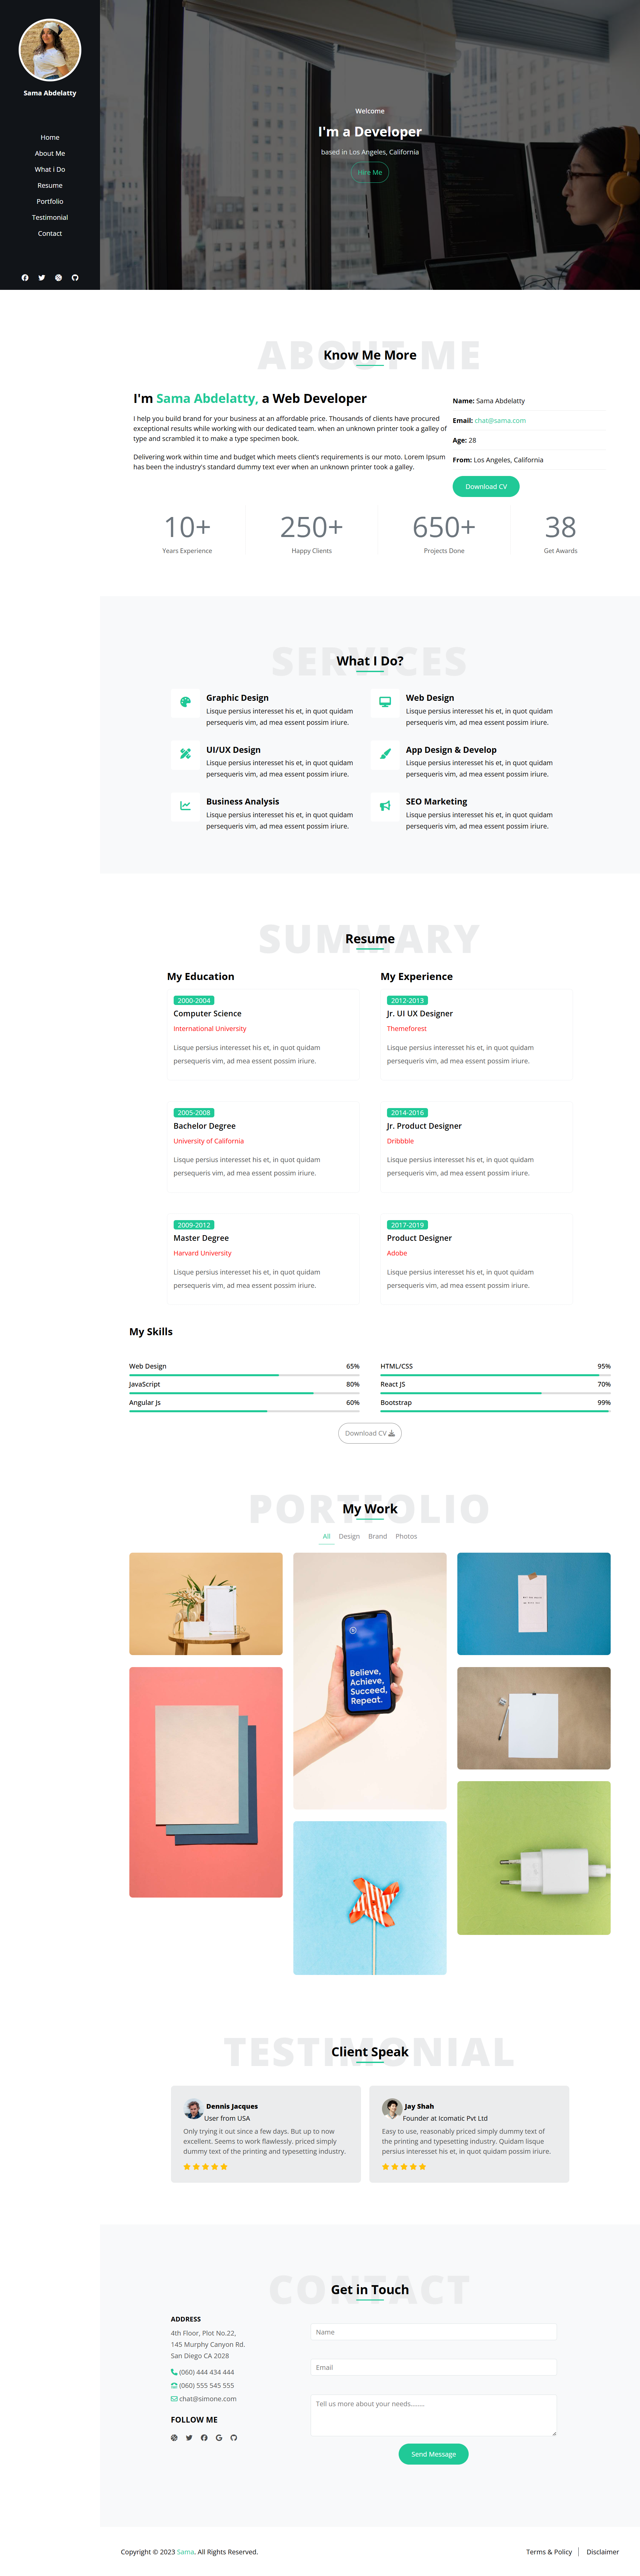 Sama Abdelatty
Home
About Me
What i Do
Resume
Portfolio
Testimonial
Contact
Welcome
I'm a Developer
based in Los Angeles, California
Hire Me
ABOUT ME
Know Me More
I'm Sama Abdelatty, a Web Developer
I help you build brand for your business at an affordable price. Thousands of clients have procured
exceptional results while working with our dedicated team. when an unknown printer took a galley of
type and scrambled it to make a type specimen book.
Delivering work within time and budget which meets client's requirements is our moto. Lorem Ipsum
has been the industry's standard dummy text ever when an unknown printer took a galley.
Name: Sama Abdelatty
Email: chat@sama.com
Age: 28
From: Los Angeles, California
Download CV
10+
Years Experience
250+
Happy Clients
650+
Projects Done
38
Get Awards
SERVICES
What I Do?
Graphic Design
Lisque persius interesset his et, in quot quidam
persequeris vim, ad mea essent possim iriure.
Web Design
Lisque persius interesset his et, in quot quidam
persequeris vim, ad mea essent possim iriure.
UI/UX Design
Lisque persius interesset his et, in quot quidam
persequeris vim, ad mea essent possim iriure.
App Design & Develop
Lisque persius interesset his et, in quot quidam
persequeris vim, ad mea essent possim iriure.
Business Analysis
Lisque persius interesset his et, in quot quidam
persequeris vim, ad mea essent possim iriure.
SEO Marketing
Lisque persius interesset his et, in quot quidam
persequeris vim, ad mea essent possim iriure.
SUMMARY
Resume
My Education
2000-2004
Computer Science
International University
Lisque persius interesset his et, in quot quidam
persequeris vim, ad mea essent possim iriure.
2005-2008
Bachelor Degree
University of California
Lisque persius interesset his et, in quot quidam
persequeris vim, ad mea essent possim iriure.
2009-2012
Master Degree
Harvard University
Lisque persius interesset his et, in quot quidam
persequeris vim, ad mea essent possim iriure.
My Experience
2012-2013
Jr. UI UX Designer
Themeforest
Lisque persius interesset his et, in quot quidam
persequeris vim, ad mea essent possim iriure.
2014-2016
Jr. Product Designer
Dribbble
Lisque persius interesset his et, in quot quidam
persequeris vim, ad mea essent possim iriure.
2017-2019
Product Designer
Adobe
Lisque persius interesset his et, in quot quidam
persequeris vim, ad mea essent possim iriure.
My Skills
Web Design 65%
JavaScript 80%
Angular Js 60%
HTML/CSS 95%
React JS 70%
Bootstrap 99%
Download CV
PORTFOLIO
My Work
All Design Brand Photos
Believe,
Achieve,
Succeed,
Repeat.
TESTIMONIAL
Client Speak
Dennis Jacques
User from USA
Only trying it out since a few days. But up to now
excellent. Seems to work flawlessly. priced simply
dummy text of the printing and typesetting industry.
Jay Shah
Founder at Icomatic Pvt Ltd
Easy to use, reasonably priced simply dummy text of
the printing and typesetting industry. Quidam lisque
persius interesset his et, in quot quidam possim iriure.
CONTACT
Get in Touch
ADDRESS
4th Floor, Plot No.22,
145 Murphy Canyon Rd.
San Diego CA 2028
(060) 444 434 444
(060) 555 545 555
chat@simone.com
FOLLOW ME
Name
Email
Tell us more about your needs........
Send Message
Copyright © 2023 Sama. All Rights Reserved.
Terms & Policy
Disclaimer